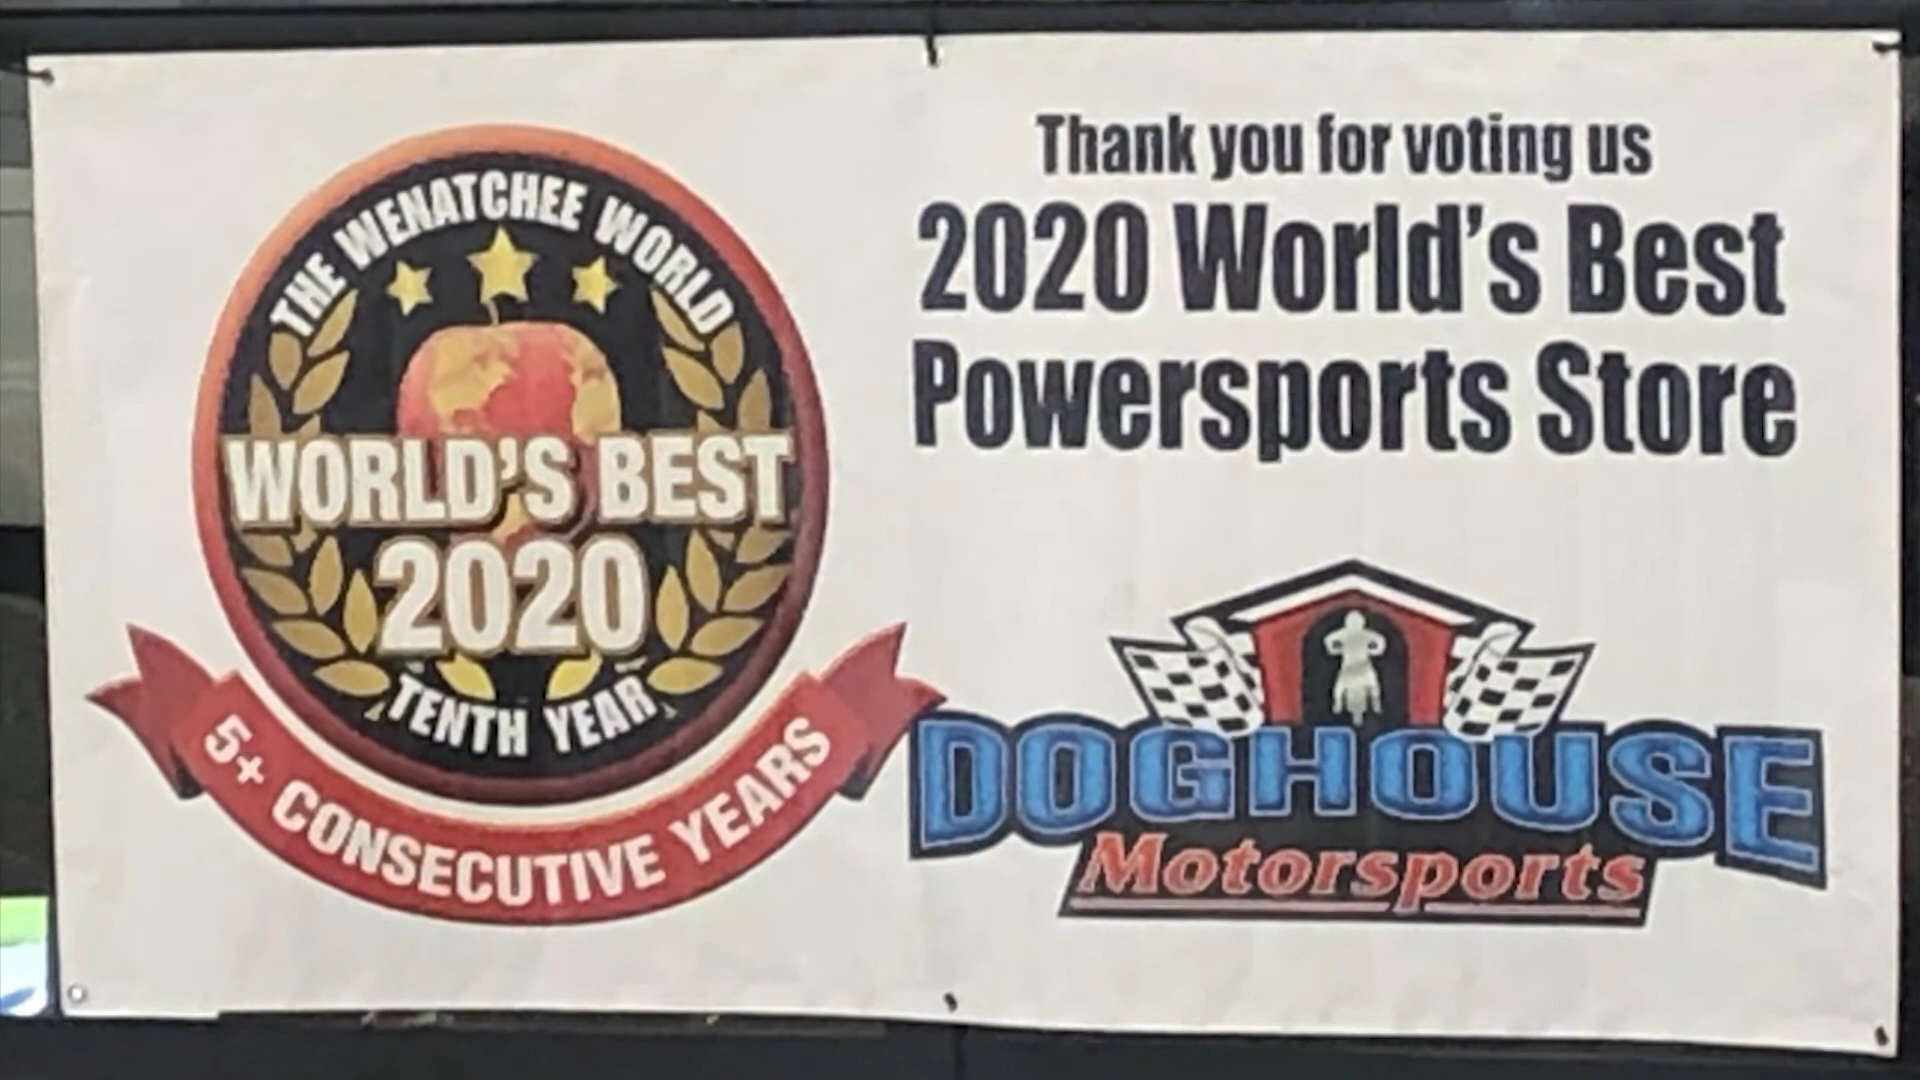 THE WENATCHEE WORLD
WORLD'S BEST
2020
TENTH YEAR
5+ CONSECUTIVE YEARS
Thank you for voting us
2020 World's Best
Powersports Store
DOGHOUSE
Motorsports